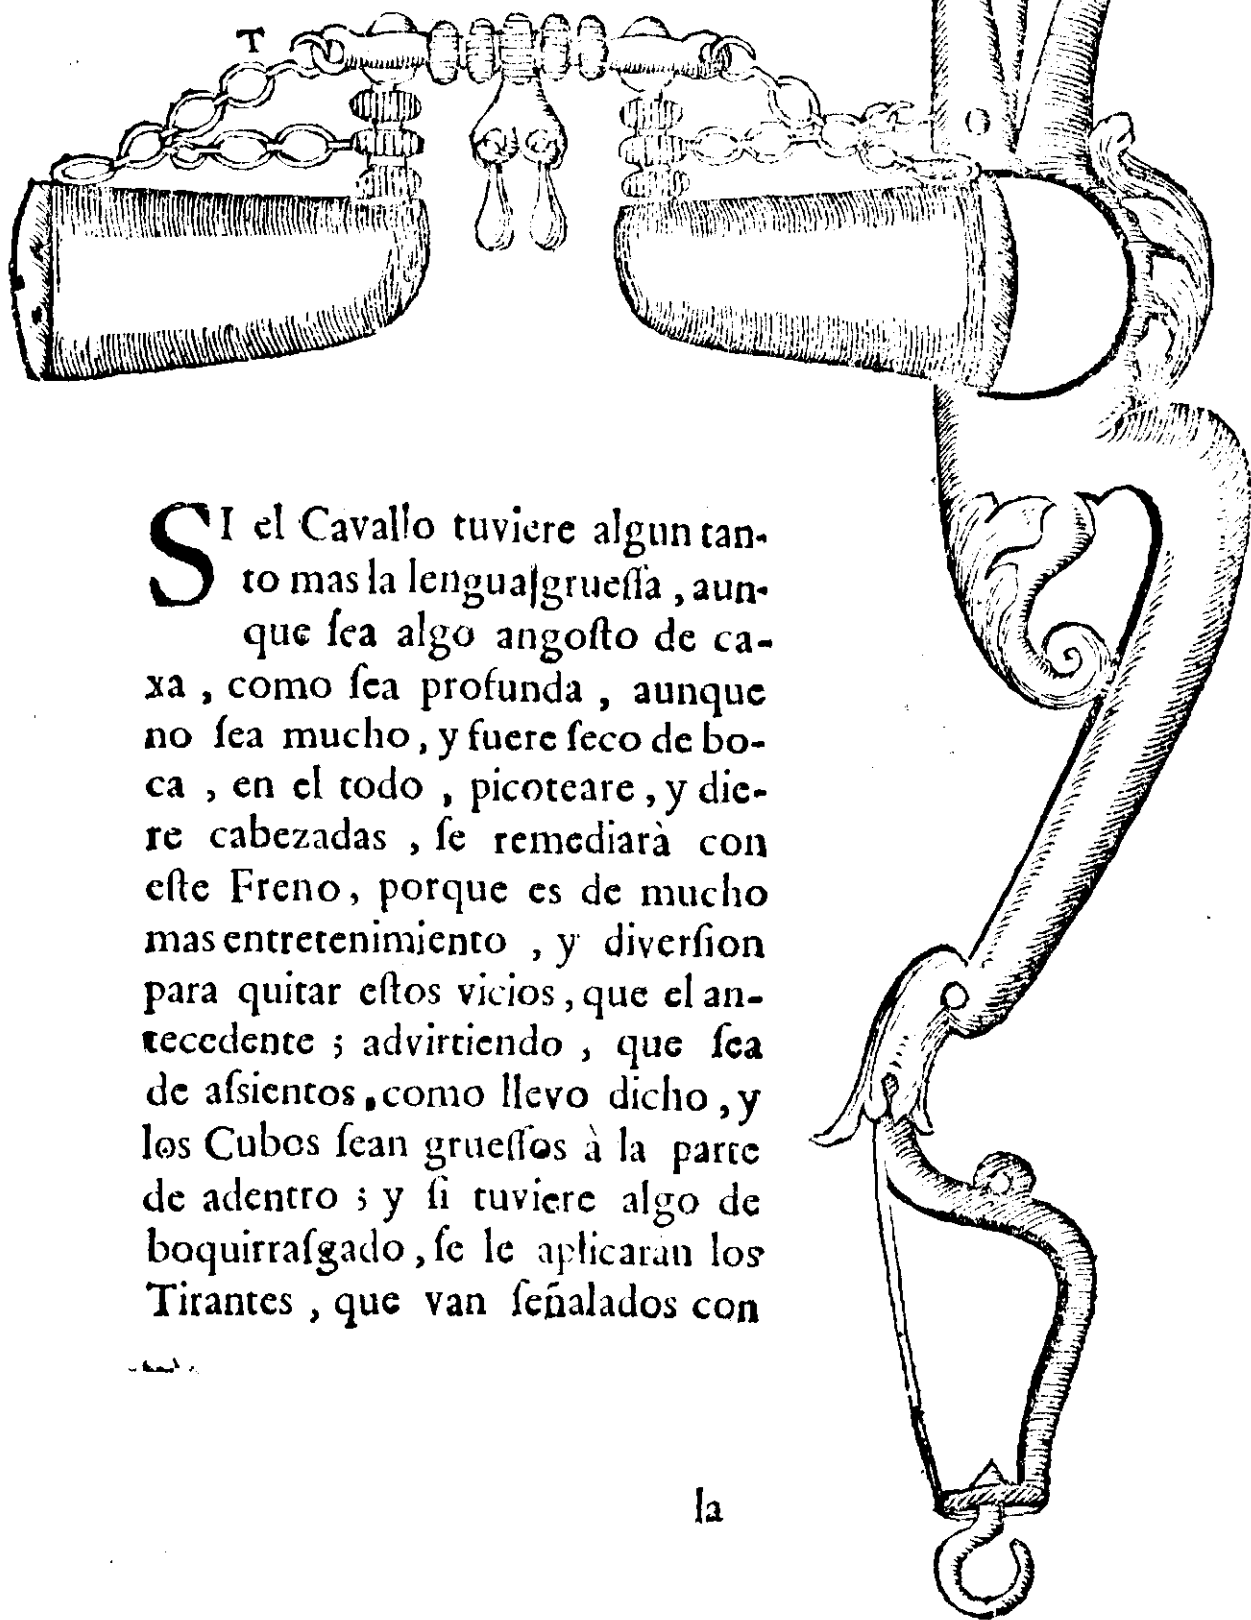 T
SI el Cavallo tuviere algun tan-
to mas la lengua grueſſa, aun-
que ſea algo angoſto de ca-
xa, como ſea profunda, aunque
no ſea mucho, y fuere ſeco de bo-
ca, en el todo, picoteare, y die-
re cabezadas, ſe remediarà con
eſte Freno, porque es de mucho
mas entretenimiento, y diverſion
para quitar eſtos vicios, que el an-
tecedente; advirtiendo, que ſea
de aſsientos, como llevo dicho, y
los Cubos ſean grueſſos à la parte
de adentro; y ſi tuviere algo de
boquirraſgado, ſe le aplicaràn los
Tirantes, que van ſeñalados con
la